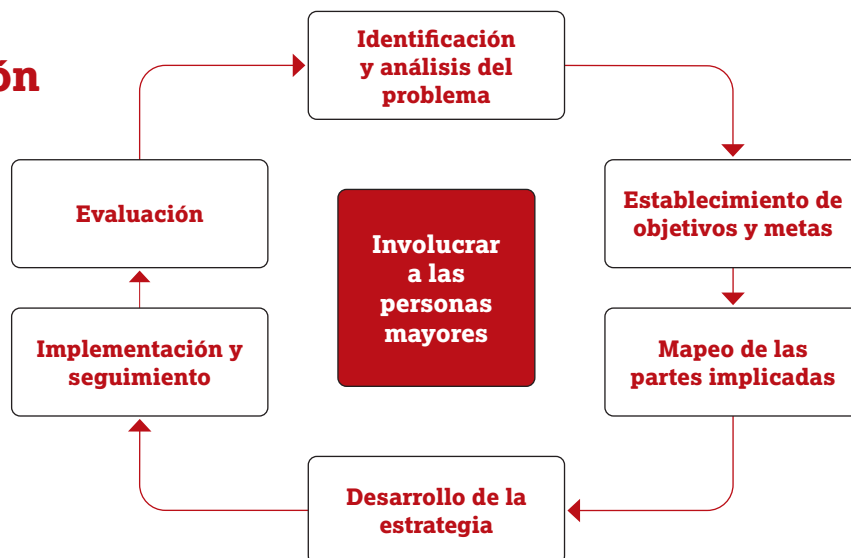 ón
Identificación
y análisis del
problema
Establecimiento de
objetivos y metas
Mapeo de las
partes implicadas
Desarrollo de la
estrategia
Implementación y
seguimiento
Evaluación
Involucrar
a las
personas
mayores